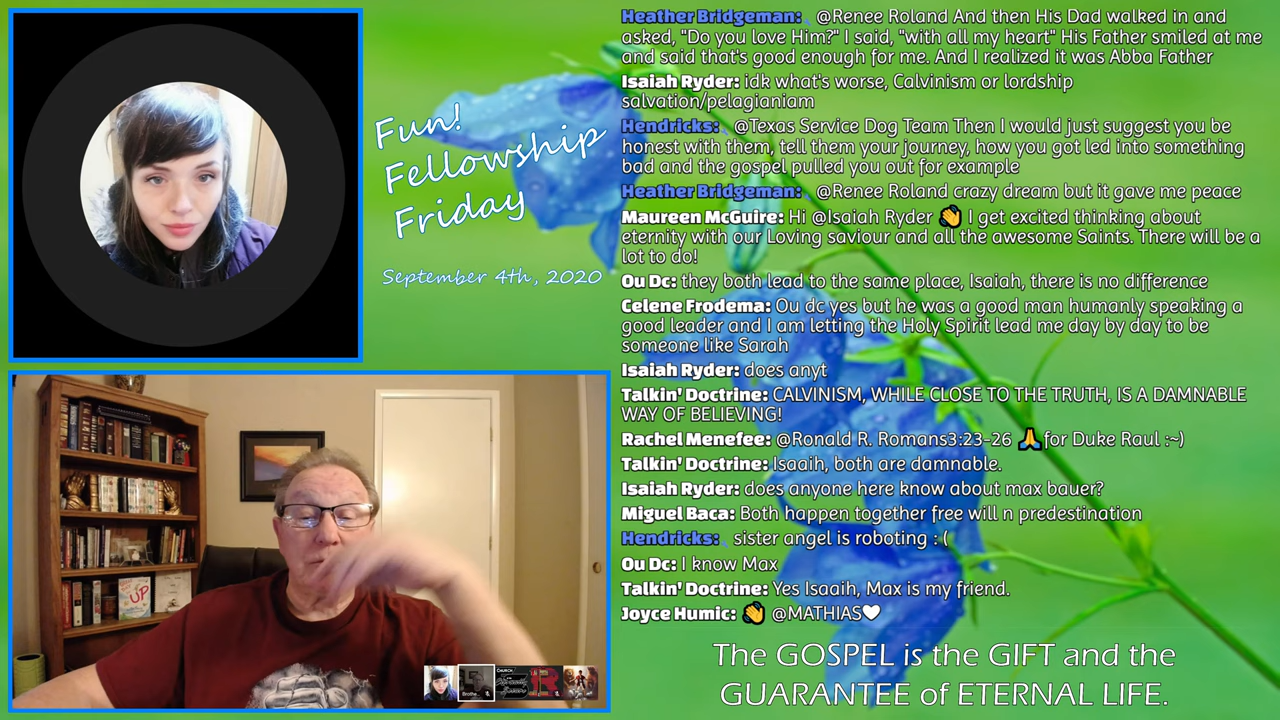 Fun!
Fellowship
Friday
September 4th, 2020
Heather Bridgeman: @Renee Roland And then His Dad walked in and
asked, "Do you love Him?" I said, "with all my heart" His Father smiled at me
and said that's good enough for me. And I realized it was Abba Father
Isaiah Ryder: idk what's worse, Calvinism or lordship
salvation/pelagianiam
Hendricks: @Texas Service Dog Team Then I would just suggest you be
honest with them, tell them your journey, how you got led into something
bad and the gospel pulled you out for example
Heather Bridgeman: @Renee Roland crazy dream but it gave me peace
Maureen McGuire: Hi @Isaiah Ryder 👋 I get excited thinking about
eternity with our Loving saviour and all the awesome Saints. There will be a
lot to do!
Ou Dc: they both lead to the same place, Isaiah, there is no difference
Celene Frodema: Ou dc yes but he was a good man humanly speaking a
good leader and I am letting the Holy Spirit lead me day by day to be
someone like Sarah
Isaiah Ryder: does anyt
Talkin' Doctrine: CALVINISM, WHILE CLOSE TO THE TRUTH, IS A DAMNABLE
WAY OF BELIEVING!
Rachel Menefee: @Ronald R. Romans3:23-26 🙏for Duke Raul :~)
Talkin' Doctrine: Isaaih, both are damnable.
Isaiah Ryder: does anyone here know about max bauer?
Miguel Baca: Both happen together free will n predestination
Hendricks: sister angel is roboting : (
Ou Dc: I know Max
Talkin' Doctrine: Yes Isaaih, Max is my friend.
Joyce Humic: 👋 @MATHIAS🤍
The GOSPEL is the GIFT and the
GUARANTEE of ETERNAL LIFE.
UP
Brothe...
CHURCH